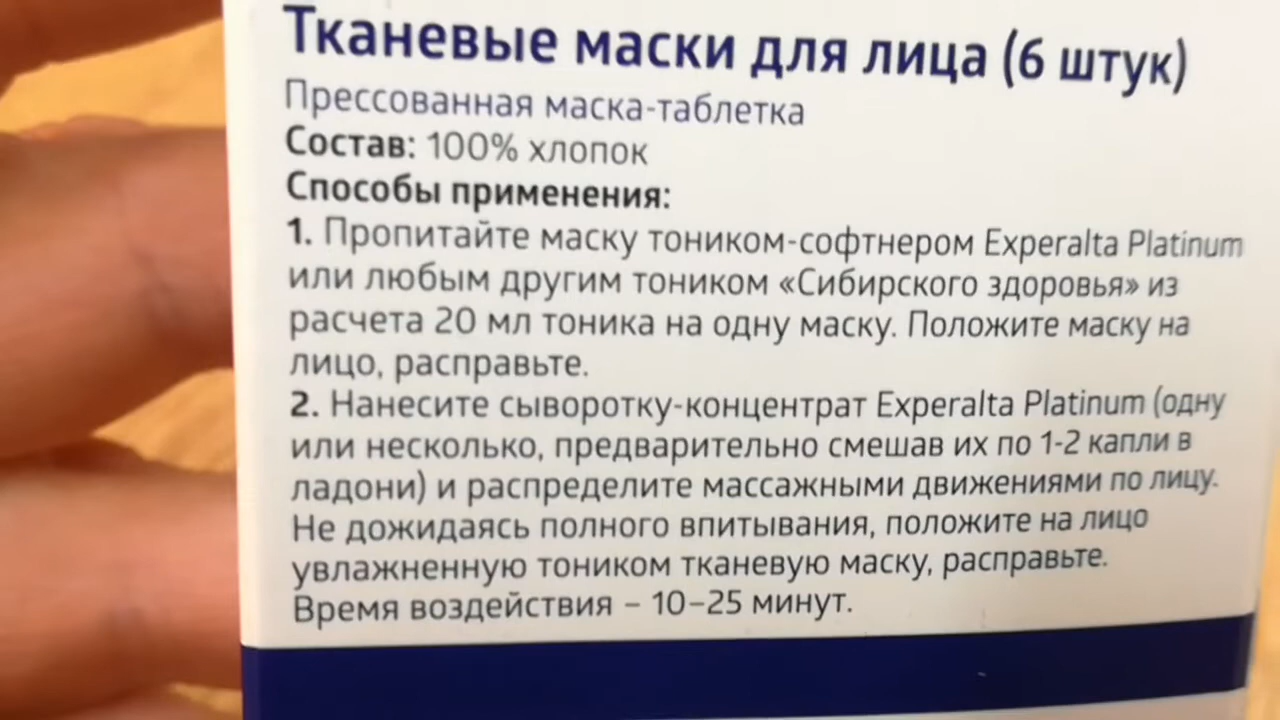 Тканевые маски для лица (6 штук)
Прессованная маска-таблетка
Состав: 100% хлопок
Способы применения:
1. Пропитайте маску тоником-софтнером Experalta Platinum
или любым другим тоником «Сибирского здоровья» из
расчета 20 мл тоника на одну маску. Положите маску на
лицо, расправьте.
2. Нанесите сыворотку-концентрат Experalta Platinum (одну
или несколько, предварительно смешав их по 1-2 капли в
ладони) и распределите массажными движениями по лицу.
Не дожидаясь полного впитывания, положите на лицо
увлажненную тоником тканевую маску, расправьте.
Время воздействия – 10–25 минут.